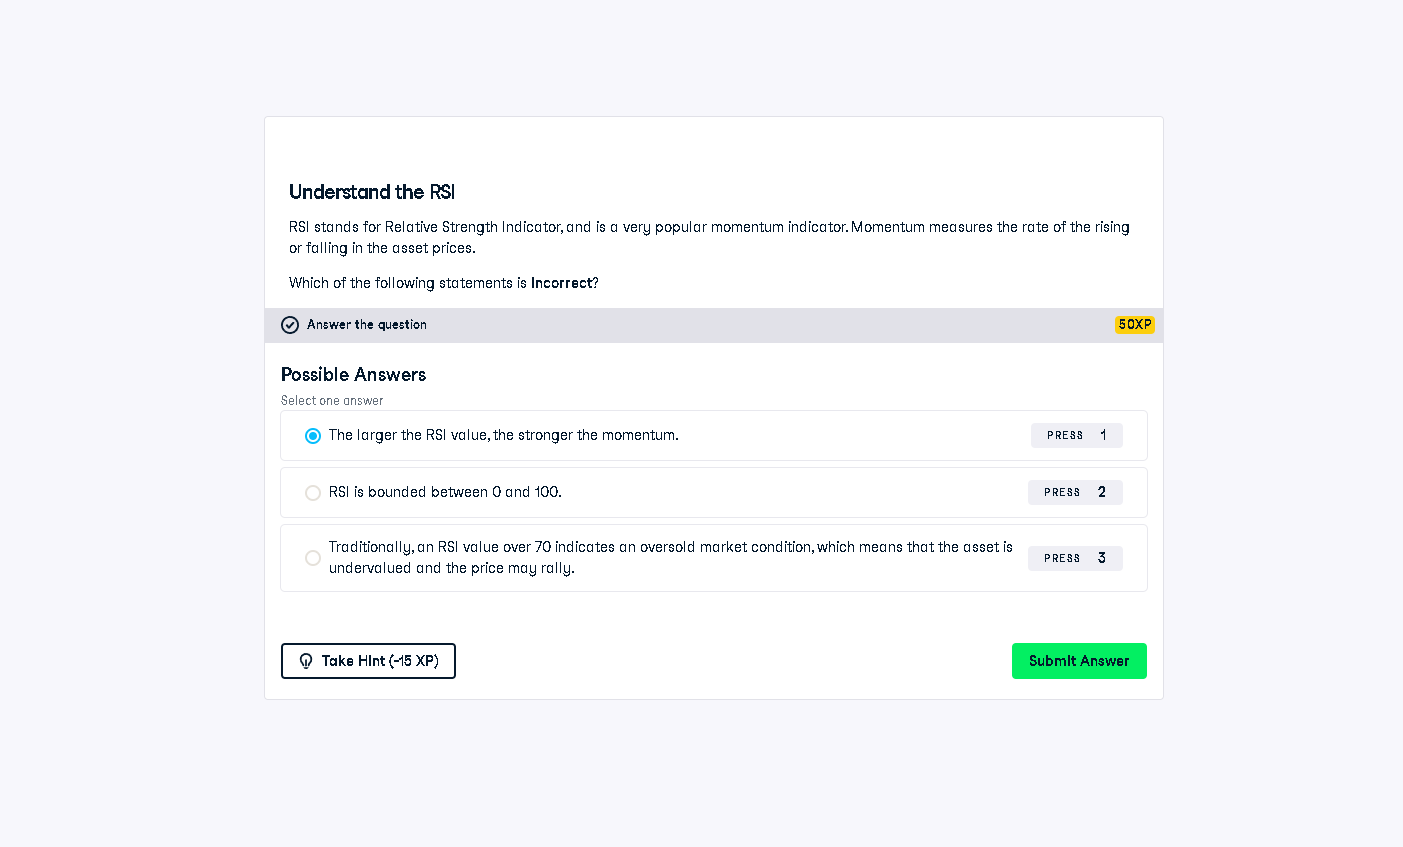 Understand the RSI
RSI stands for Relative Strength Indicator, and is a very popular momentum indicator. Momentum measures the rate of the rising
or falling in the asset prices.
Which of the following statements is Incorrect?
Answer the question
50XP
Possible Answers
Select one answer
The larger the RSI value, the stronger the momentum.
PRESS 1
RSI is bounded between 0 and 100.
PRESS 2
Traditionally, an RSI value over 70 indicates an oversold market condition, which means that the asset is
undervalued and the price may rally.
PRESS 3
Take Hint (-15 XP)
Submit Answer